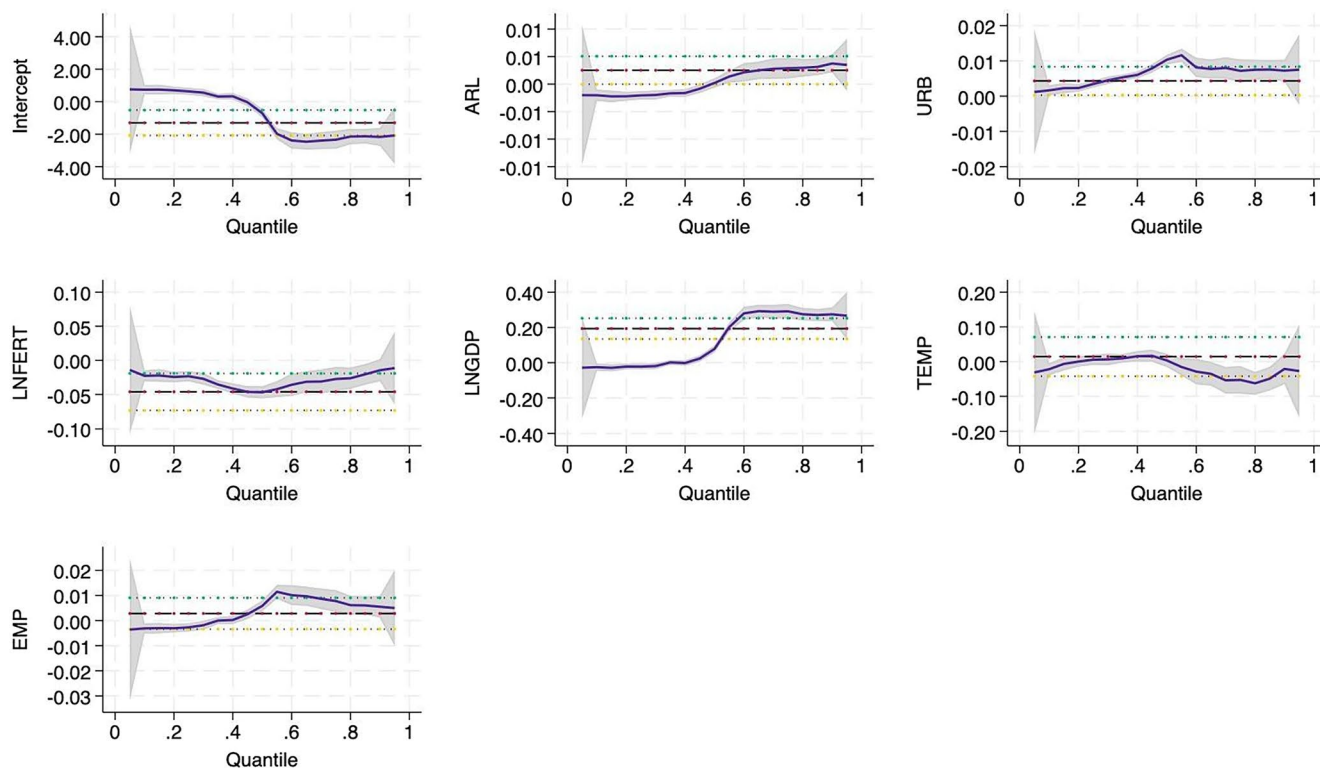 Intercept
4.00
2.00
0.00
-2.00
-4.00
0 .2 .4 .6 .8 1
Quantile
ARL
0.01
0.01
0.00
-0.01
-0.01
-0.01
0 .2 .4 .6 .8 1
Quantile
URB
0.02
0.01
0.00
-0.01
-0.02
0 .2 .4 .6 .8 1
Quantile
LNFERT
0.10
0.05
0.00
-0.05
-0.10
0 .2 .4 .6 .8 1
Quantile
LNGDP
0.40
0.20
0.00
-0.20
-0.40
0 .2 .4 .6 .8 1
Quantile
TEMP
0.20
0.10
0.00
-0.10
-0.20
0 .2 .4 .6 .8 1
Quantile
EMP
0.02
0.01
0.00
-0.01
-0.02
-0.03
0 .2 .4 .6 .8 1
Quantile